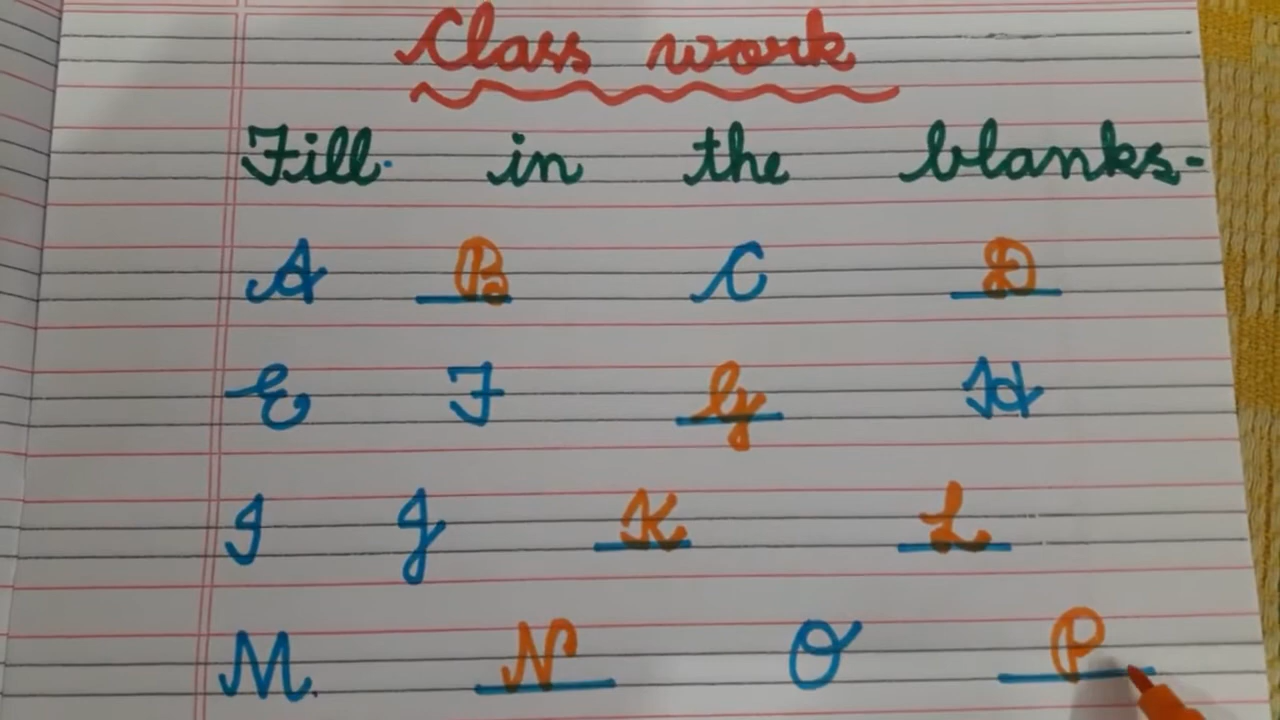 Class work
Fill in the blanks-
A B C D
E F G H
I J K L
M N O P